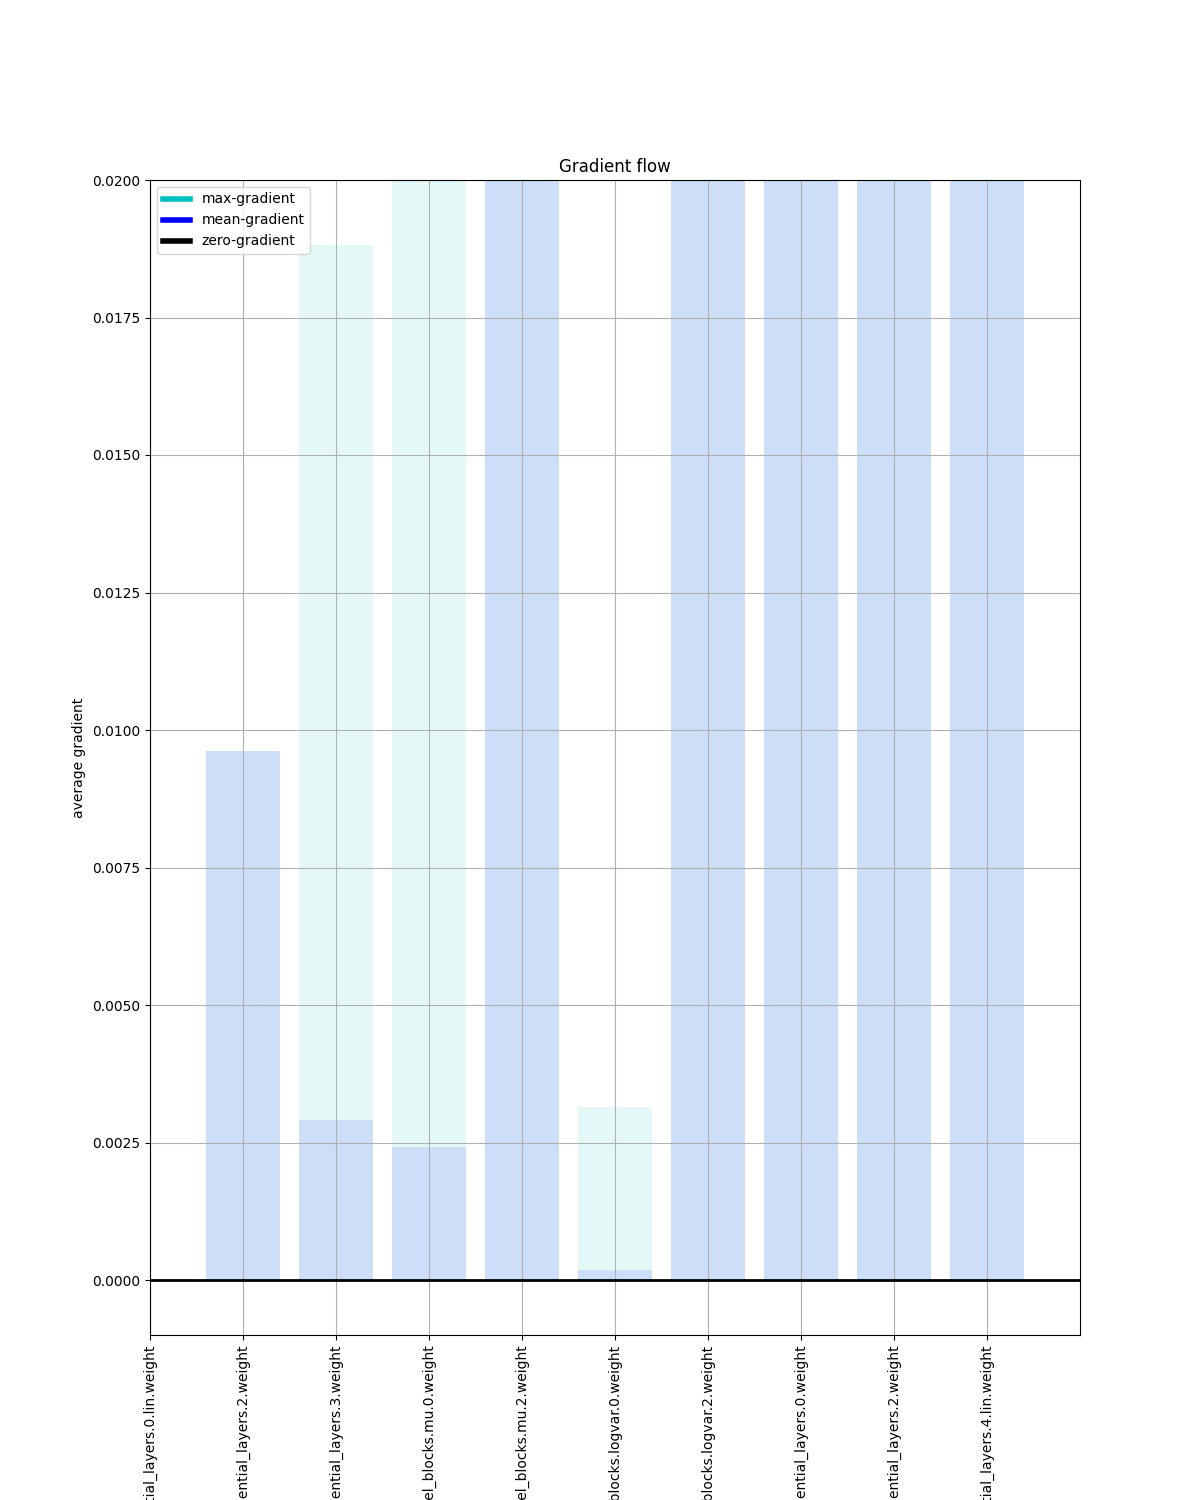 Gradient flow
max-gradient
mean-gradient
zero-gradient
0.0200
0.0175
0.0150
0.0125
0.0100
0.0075
0.0050
0.0025
0.0000
average gradient
tial_layers.0.lin.weight
ential_layers.2.weight
ential_layers.3.weight
el_blocks.mu.0.weight
el_blocks.mu.2.weight
blocks.logvar.0.weight
blocks.logvar.2.weight
ential_layers.0.weight
ential_layers.2.weight
tial_layers.4.lin.weight